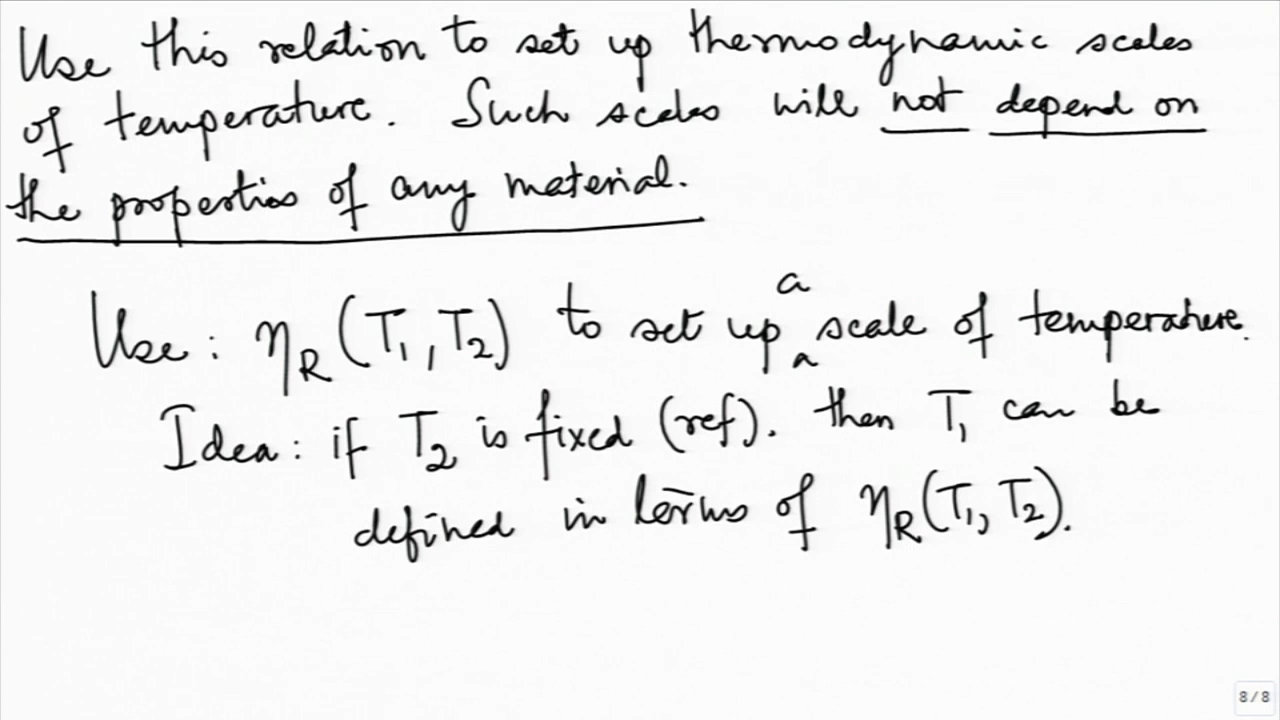 Use this relation to set up thermodynamic scales
of temperature. Such scales will not depend on
the properties of any material.
a
Use: η_R (T₁, T₂) to set up scale of temperature.
Idea: if T₂ is fixed (ref). then T₁ can be
defined in terms of η_R(T₁, T₂).
8/8